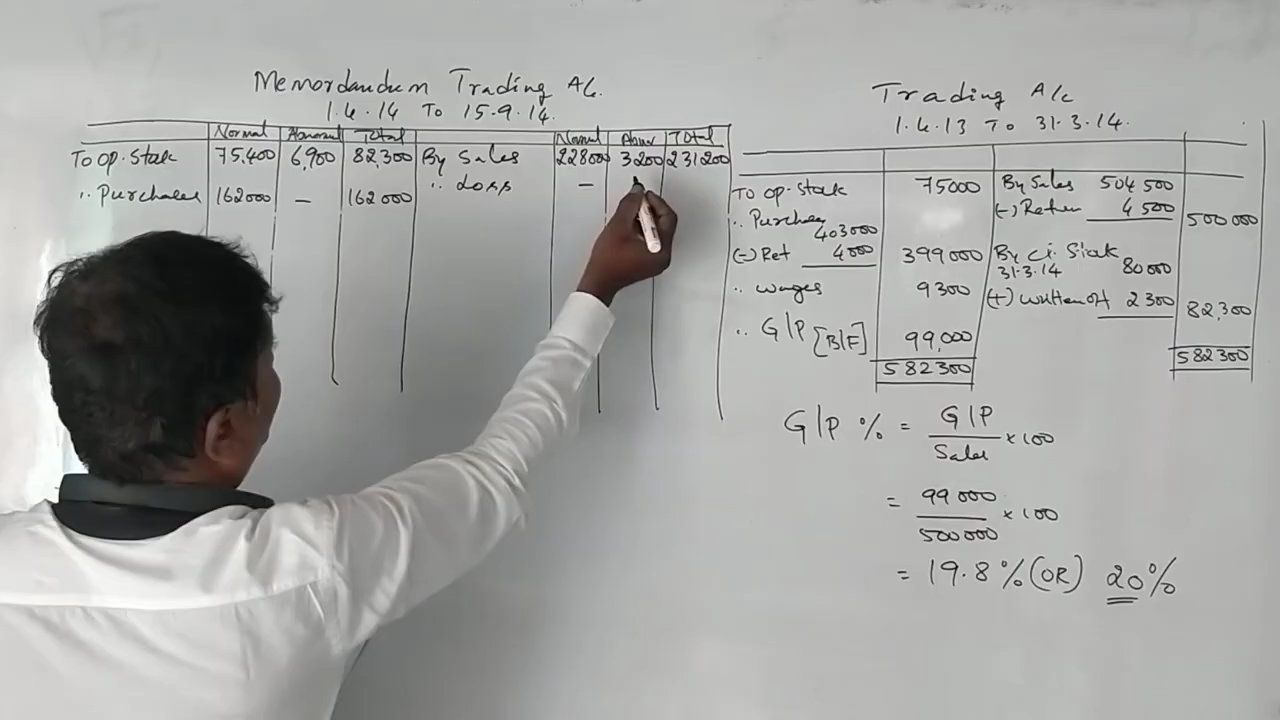 Memordandum Trading A/c.
1.4.14 To 15.9.14.
Normal Abnormal Total Normal Abnor Total
To Op. Stock 75,400 6,900 82,300 By Sales 228000 3200 231200
" Purchases 162000 - 162000 " Loss -
Trading A/c
1.4.13 To 31.3.14.
To Op. Stock 75000 By Sales 504500
" Purchases 403000 (-) Return 4500 500000
(-) Ret 4000 399000 By Cl. Stock
31.3.14 80000
" Wages 9300 (+) Written off 2300 82,300
" G/P [B/F] 99,000
582300 582300
G/P % = G/P / Sales × 100
= 99000 / 500000 × 100
= 19.8% (OR) 20%